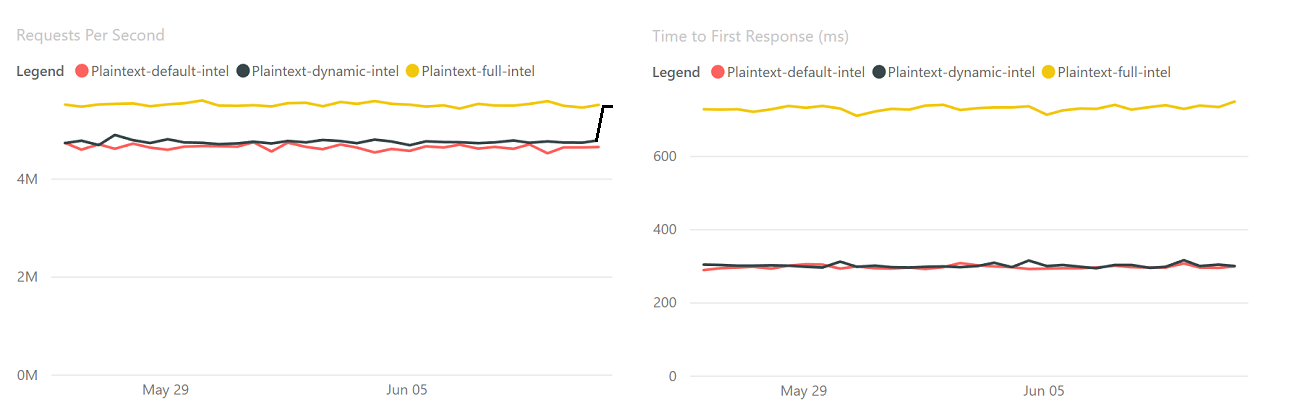 Requests Per Second
Legend Plaintext-default-intel Plaintext-dynamic-intel Plaintext-full-intel
4M
2M
0M
May 29 Jun 05
Time to First Response (ms)
Legend Plaintext-default-intel Plaintext-dynamic-intel Plaintext-full-intel
600
400
200
0
May 29 Jun 05